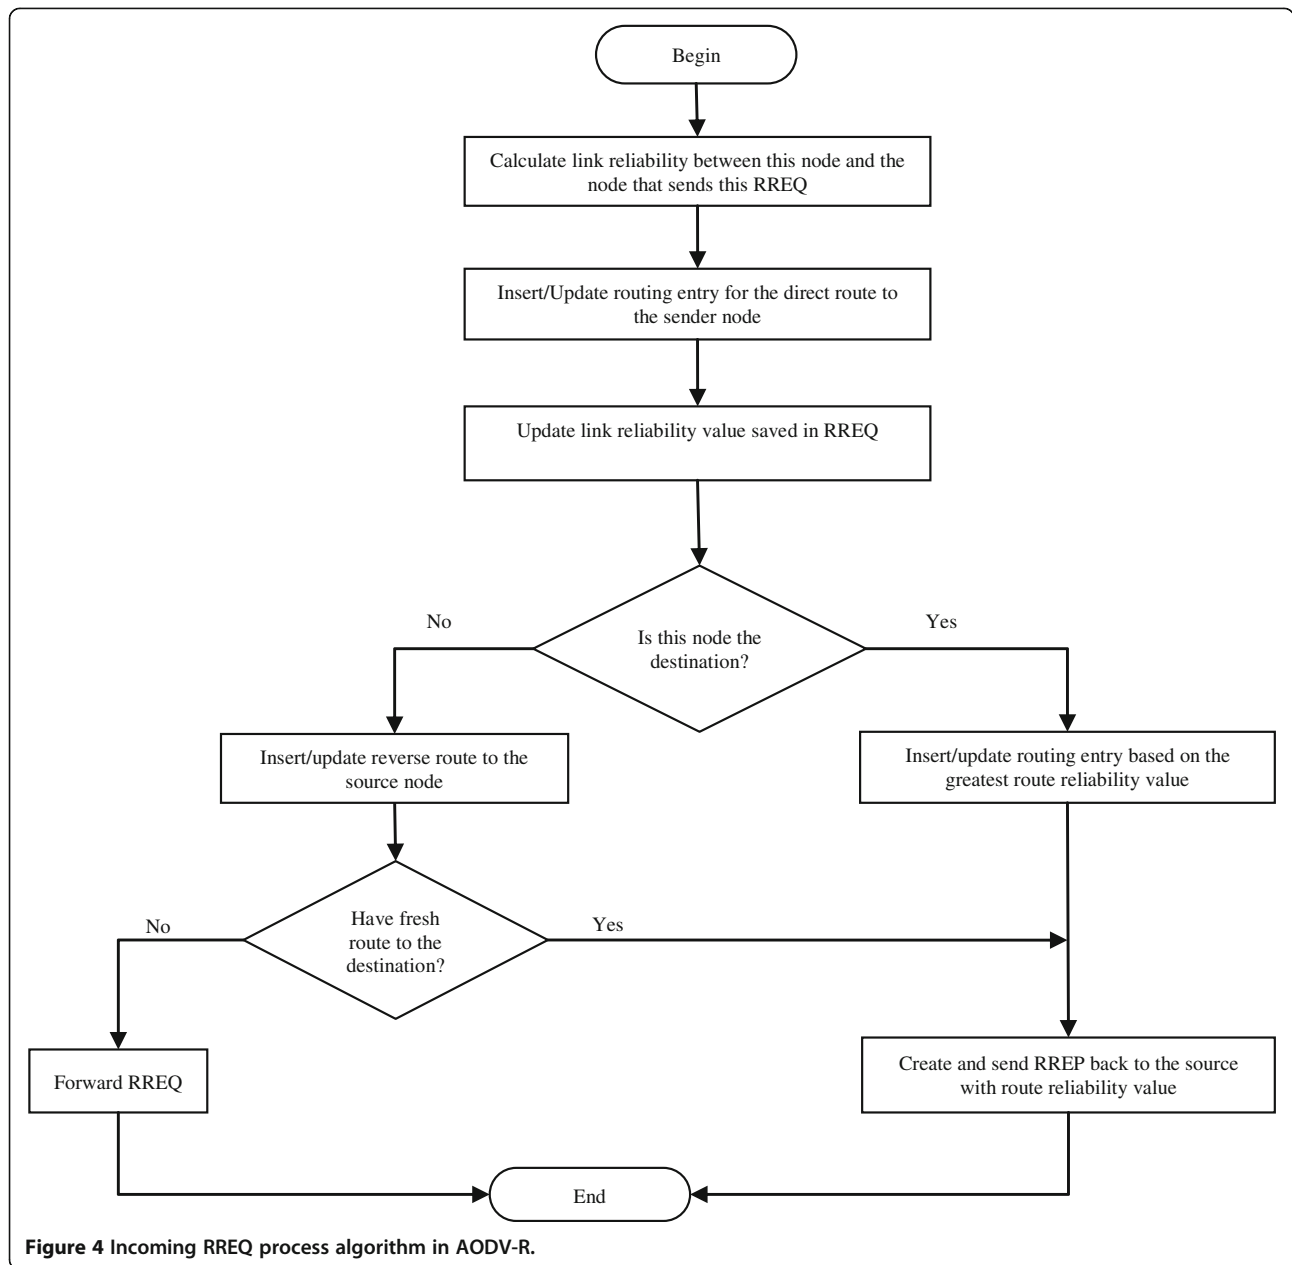 Begin
Calculate link reliability between this node and the
node that sends this RREQ
Insert/Update routing entry for the direct route to
the sender node
Update link reliability value saved in RREQ
No
Yes
Is this node the
destination?
Insert/update reverse route to the
source node
Insert/update routing entry based on the
greatest route reliability value
No
Have fresh
route to the
destination?
Yes
Forward RREQ
Create and send RREP back to the source
with route reliability value
End
Figure 4 Incoming RREQ process algorithm in AODV-R.